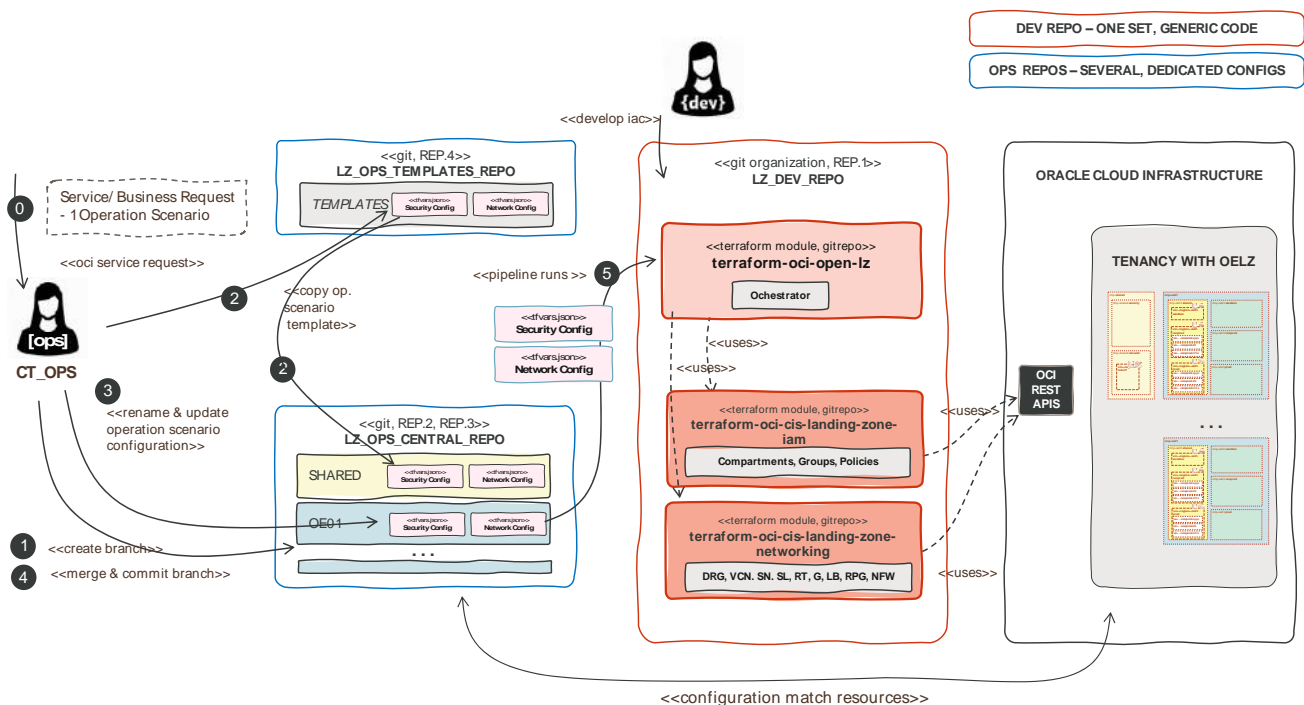 DEV REPO – ONE SET, GENERIC CODE
OPS REPOS – SEVERAL, DEDICATED CONFIGS
{dev}
<<develop iac>>
0
Service/ Business Request
- 1Operation Scenario
<<oci service request>>
[ops]
CT_OPS
2
<<git, REP.4>>
LZ_OPS_TEMPLATES_REPO
TEMPLATES
<<tfvars.json>>
Security Config
<<tfvars.json>>
Network Config
<<copy op.
scenario
template>>
2
3
<<rename & update
operation scenario
configuration>>
1
<<create branch>>
4
<<merge & commit branch>>
<<git, REP.2, REP.3>>
LZ_OPS_CENTRAL_REPO
SHARED
<<tfvars.json>>
Security Config
<<tfvars.json>>
Network Config
OE01
<<tfvars.json>>
Security Config
<<tfvars.json>>
Network Config
. . .
<<pipeline runs >>
5
<<tfvars.json>>
Security Config
<<tfvars.json>>
Network Config
<<git organization, REP.1>>
LZ_DEV_REPO
<<terraform module, gitrepo>>
terraform-oci-open-lz
Ochestrator
<<uses>>
<<uses>>
<<terraform module, gitrepo>>
terraform-oci-cis-landing-zone-
iam
Compartments, Groups, Policies
<<terraform module, gitrepo>>
terraform-oci-cis-landing-zone-
networking
DRG, VCN. SN. SL, RT, G, LB, RPG, NFW
<<uses>>
<<uses>>
OCI
REST
APIS
ORACLE CLOUD INFRASTRUCTURE
TENANCY WITH OELZ
. . .
<<configuration match resources>>